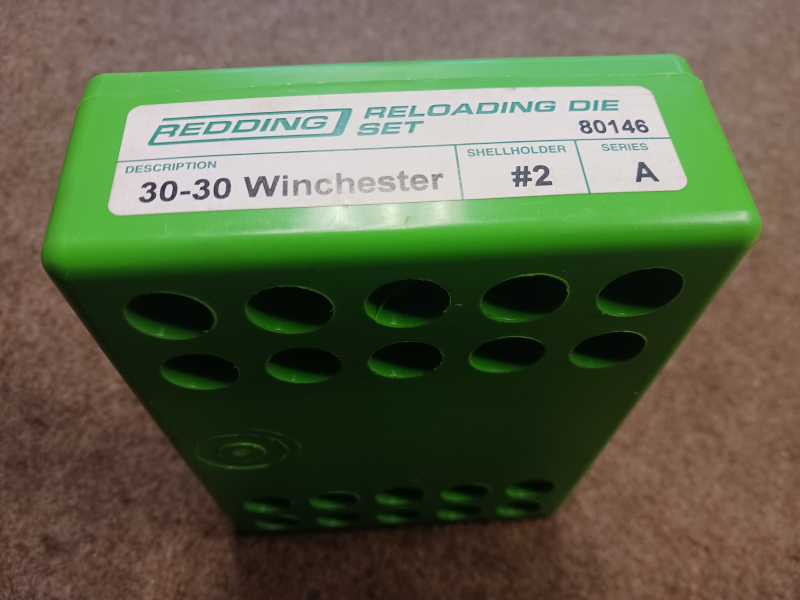 REDDING RELOADING DIE
SET
80146
DESCRIPTION
30-30 Winchester
SHELLHOLDER
#2
SERIES
A